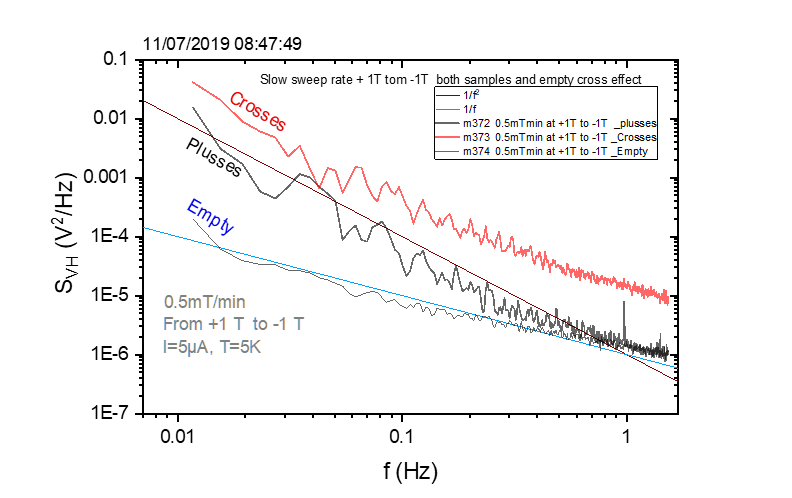 11/07/2019 08:47:49
Slow sweep rate + 1T tom -1T  both samples and empty cross effect
1/f²
1/f
m372  0.5mTmin at +1T to -1T  _plusses
m373  0.5mTmin at +1T to -1T _Crosses
m374  0.5mTmin at +1T to -1T _Empty
Crosses
Plusses
Empty
0.5mT/min
From +1 T  to -1 T
I=5µA, T=5K
S_VH (V²/Hz)
0.1
0.01
0.001
1E-4
1E-5
1E-6
1E-7
0.01
0.1
1
f (Hz)